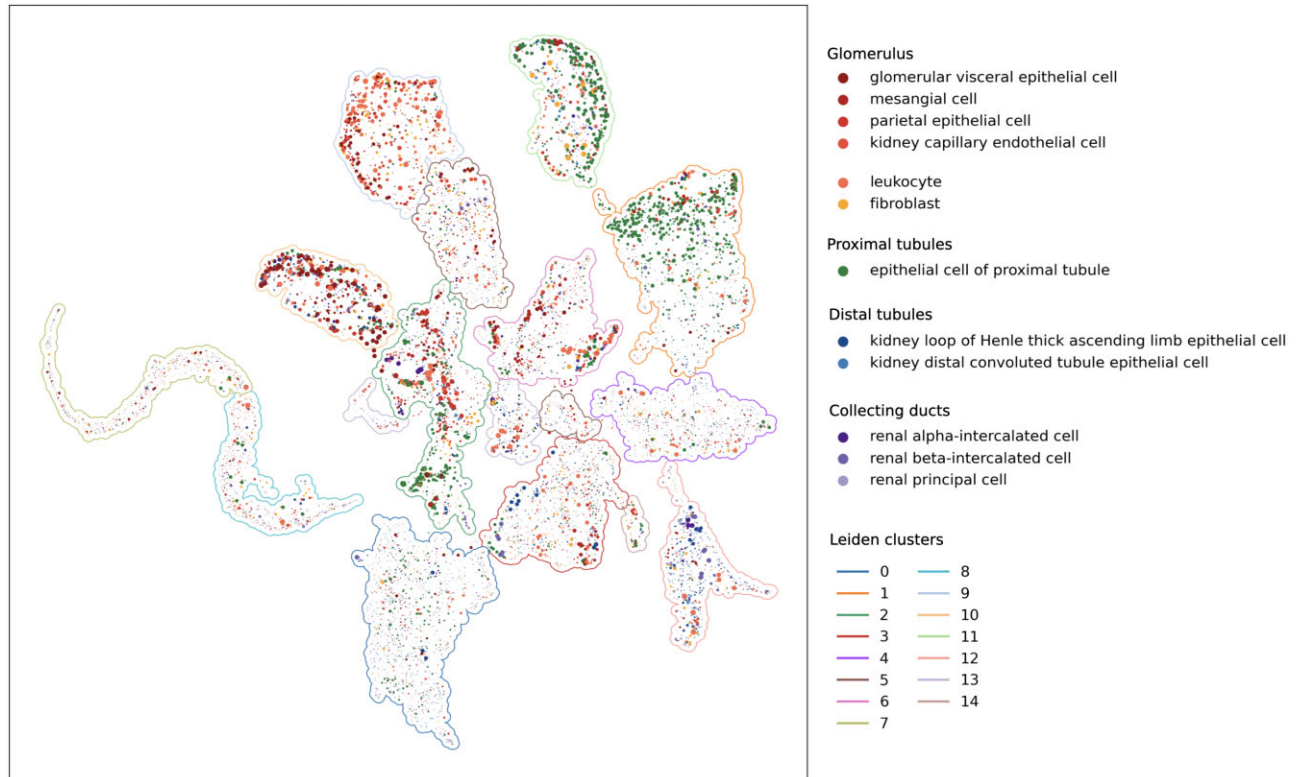 Glomerulus
glomerular visceral epithelial cell
mesangial cell
parietal epithelial cell
kidney capillary endothelial cell
leukocyte
fibroblast
Proximal tubules
epithelial cell of proximal tubule
Distal tubules
kidney loop of Henle thick ascending limb epithelial cell
kidney distal convoluted tubule epithelial cell
Collecting ducts
renal alpha-intercalated cell
renal beta-intercalated cell
renal principal cell
Leiden clusters
0 8
1 9
2 10
3 11
4 12
5 13
6 14
7